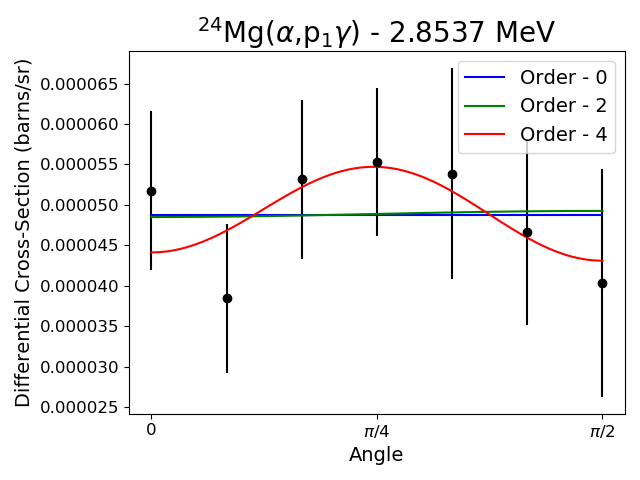 ²⁴Mg(α,p₁γ) - 2.8537 MeV
Differential Cross-Section (barns/sr)
0.000065
0.000060
0.000055
0.000050
0.000045
0.000040
0.000035
0.000030
0.000025
Order - 0
Order - 2
Order - 4
0
π/4
π/2
Angle